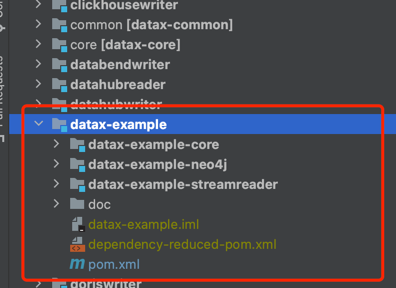 clickhousewriter
common [datax-common]
core [datax-core]
databendwriter
datahubreader
datahubwriter
datax-example
datax-example-core
datax-example-neo4j
datax-example-streamreader
doc
datax-example.iml
dependency-reduced-pom.xml
pom.xml
doriswriter
Pull Requests